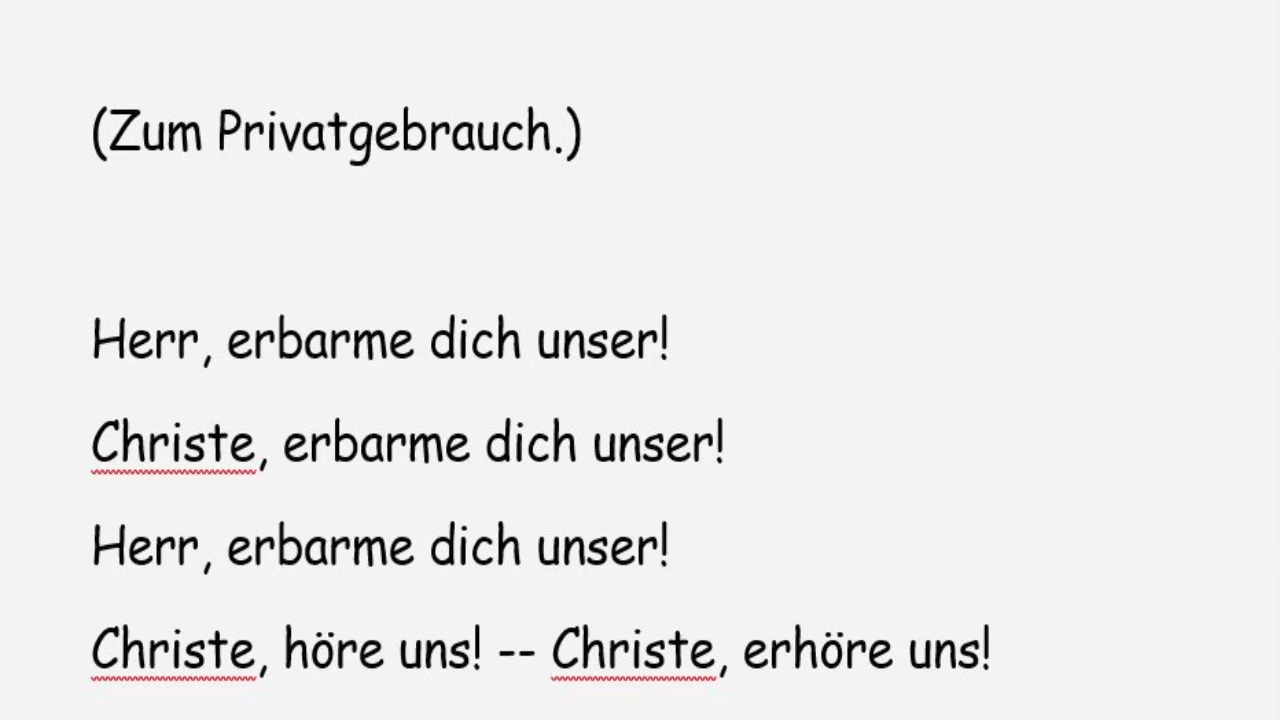 (Zum Privatgebrauch.)
Herr, erbarme dich unser!
Christe, erbarme dich unser!
Herr, erbarme dich unser!
Christe, höre uns! -- Christe, erhöre uns!